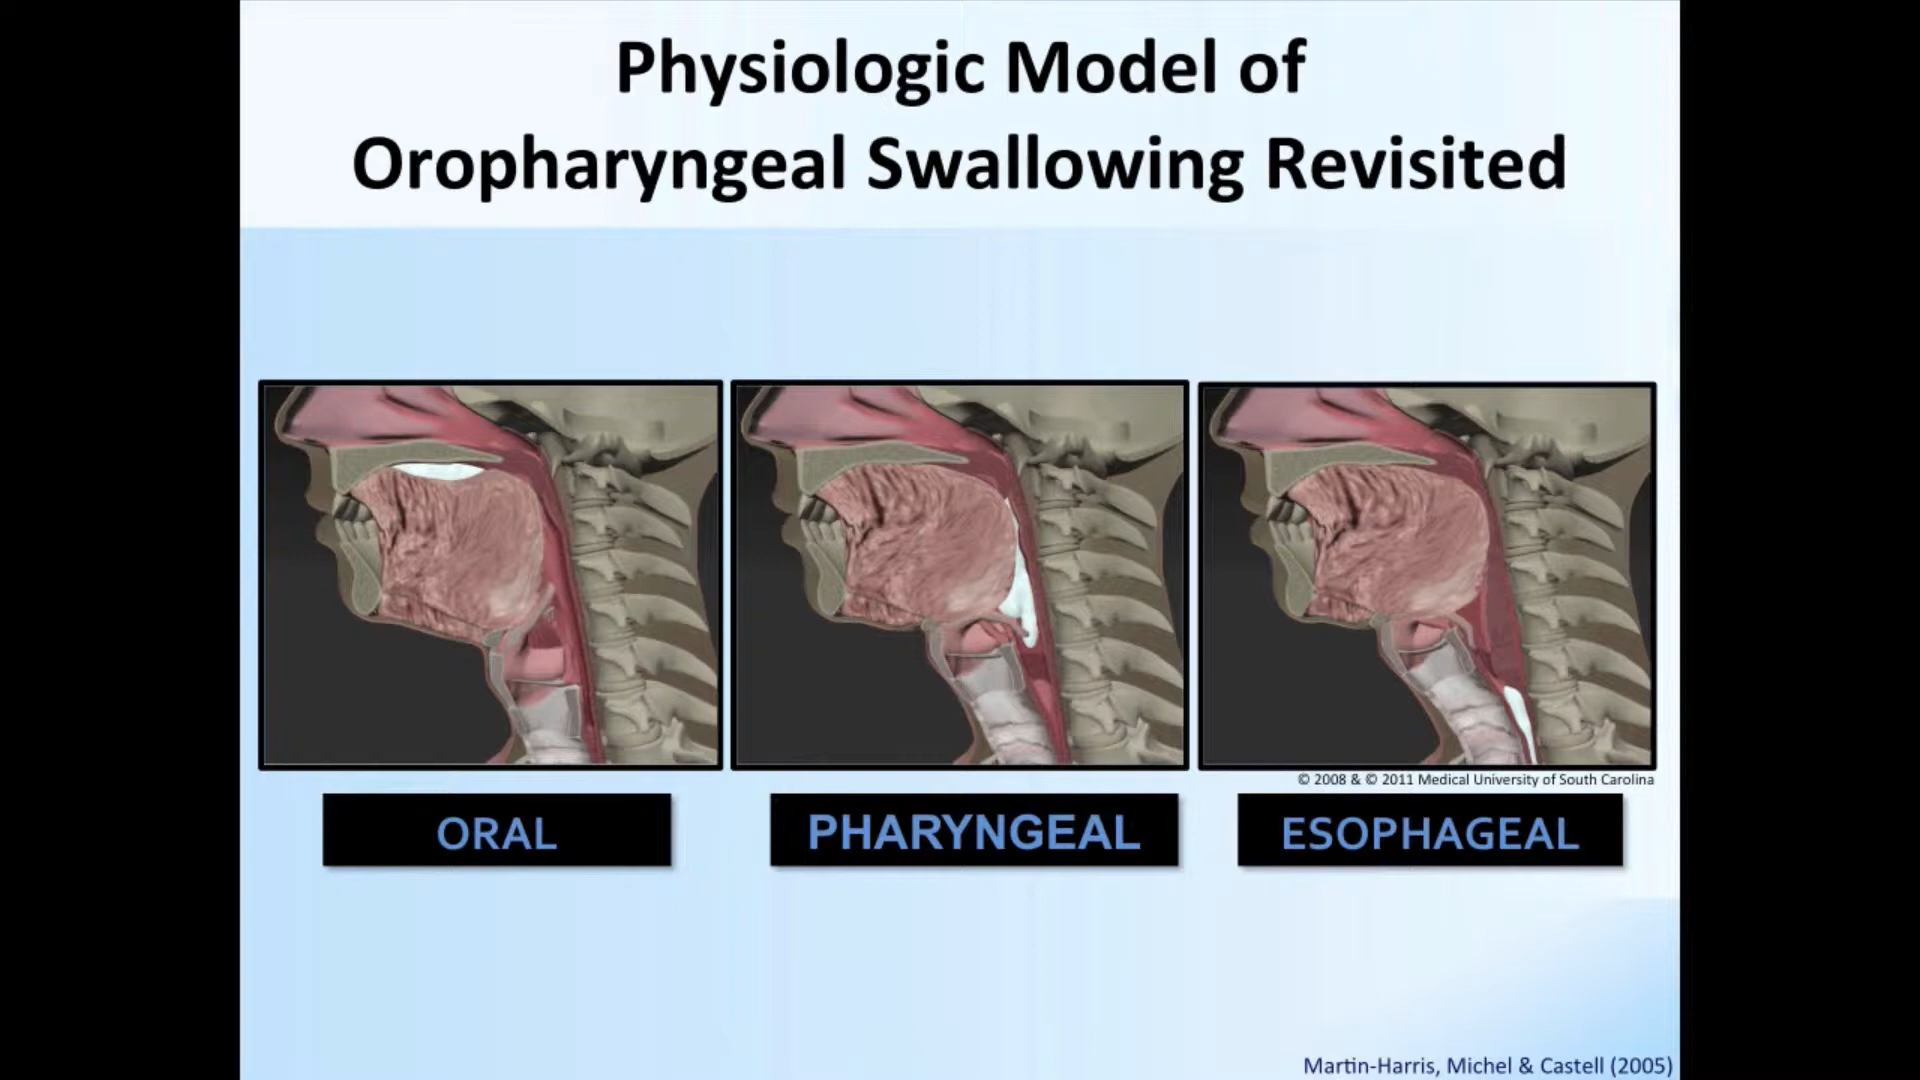 Physiologic Model of
Oropharyngeal Swallowing Revisited
© 2008 & © 2011 Medical University of South Carolina
ORAL
PHARYNGEAL
ESOPHAGEAL
Martin-Harris, Michel & Castell (2005)